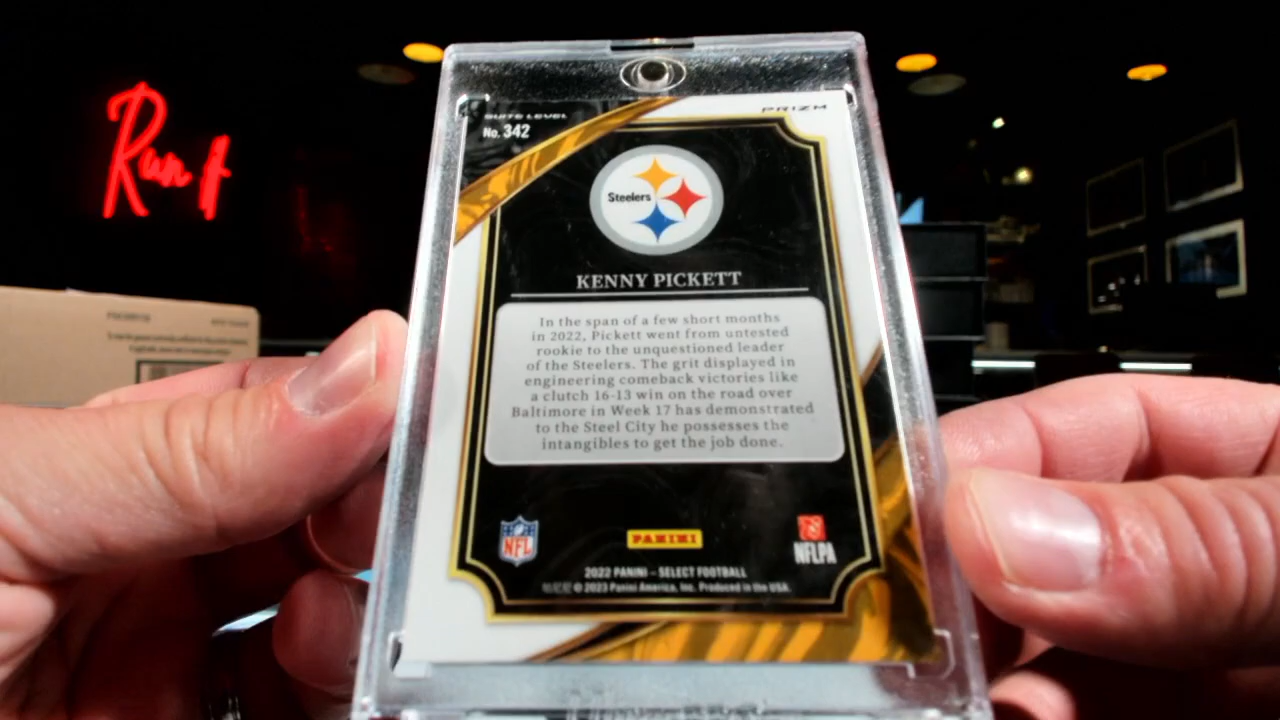 Run It
SUITE LEVEL
No. 342
PRIZM
Steelers
KENNY PICKETT
In the span of a few short months
in 2022, Pickett went from untested
rookie to the unquestioned leader
of the Steelers. The grit displayed in
engineering comeback victories like
a clutch 16-13 win on the road over
Baltimore in Week 17 has demonstrated
to the Steel City he possesses the
intangibles to get the job done.
NFL
PANINI
NFLPA
2022 PANINI – SELECT FOOTBALL
© 2023 Panini America, Inc. Produced in the USA.